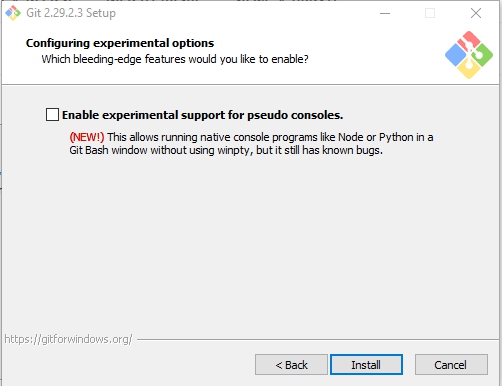 Git 2.29.2.3 Setup
Configuring experimental options
Which bleeding-edge features would you like to enable?
Enable experimental support for pseudo consoles.
(NEW!) This allows running native console programs like Node or Python in a
Git Bash window without using winpty, but it still has known bugs.
https://gitforwindows.org/
< Back
Install
Cancel